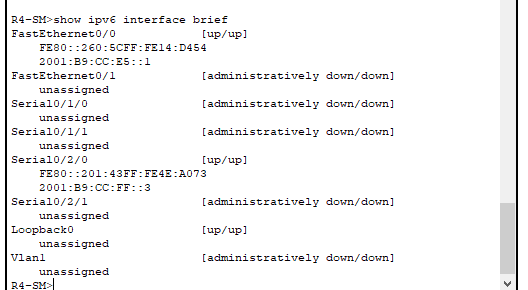 R4-SM>show ipv6 interface brief
FastEthernet0/0 [up/up]
FE80::260:5CFF:FE14:D454
2001:B9:CC:E5::1
FastEthernet0/1 [administratively down/down]
unassigned
Serial0/1/0 [administratively down/down]
unassigned
Serial0/1/1 [administratively down/down]
unassigned
Serial0/2/0 [up/up]
FE80::201:43FF:FE4E:A073
2001:B9:CC:FF::3
Serial0/2/1 [administratively down/down]
unassigned
Loopback0 [up/up]
unassigned
Vlan1 [administratively down/down]
unassigned
R4-SM>